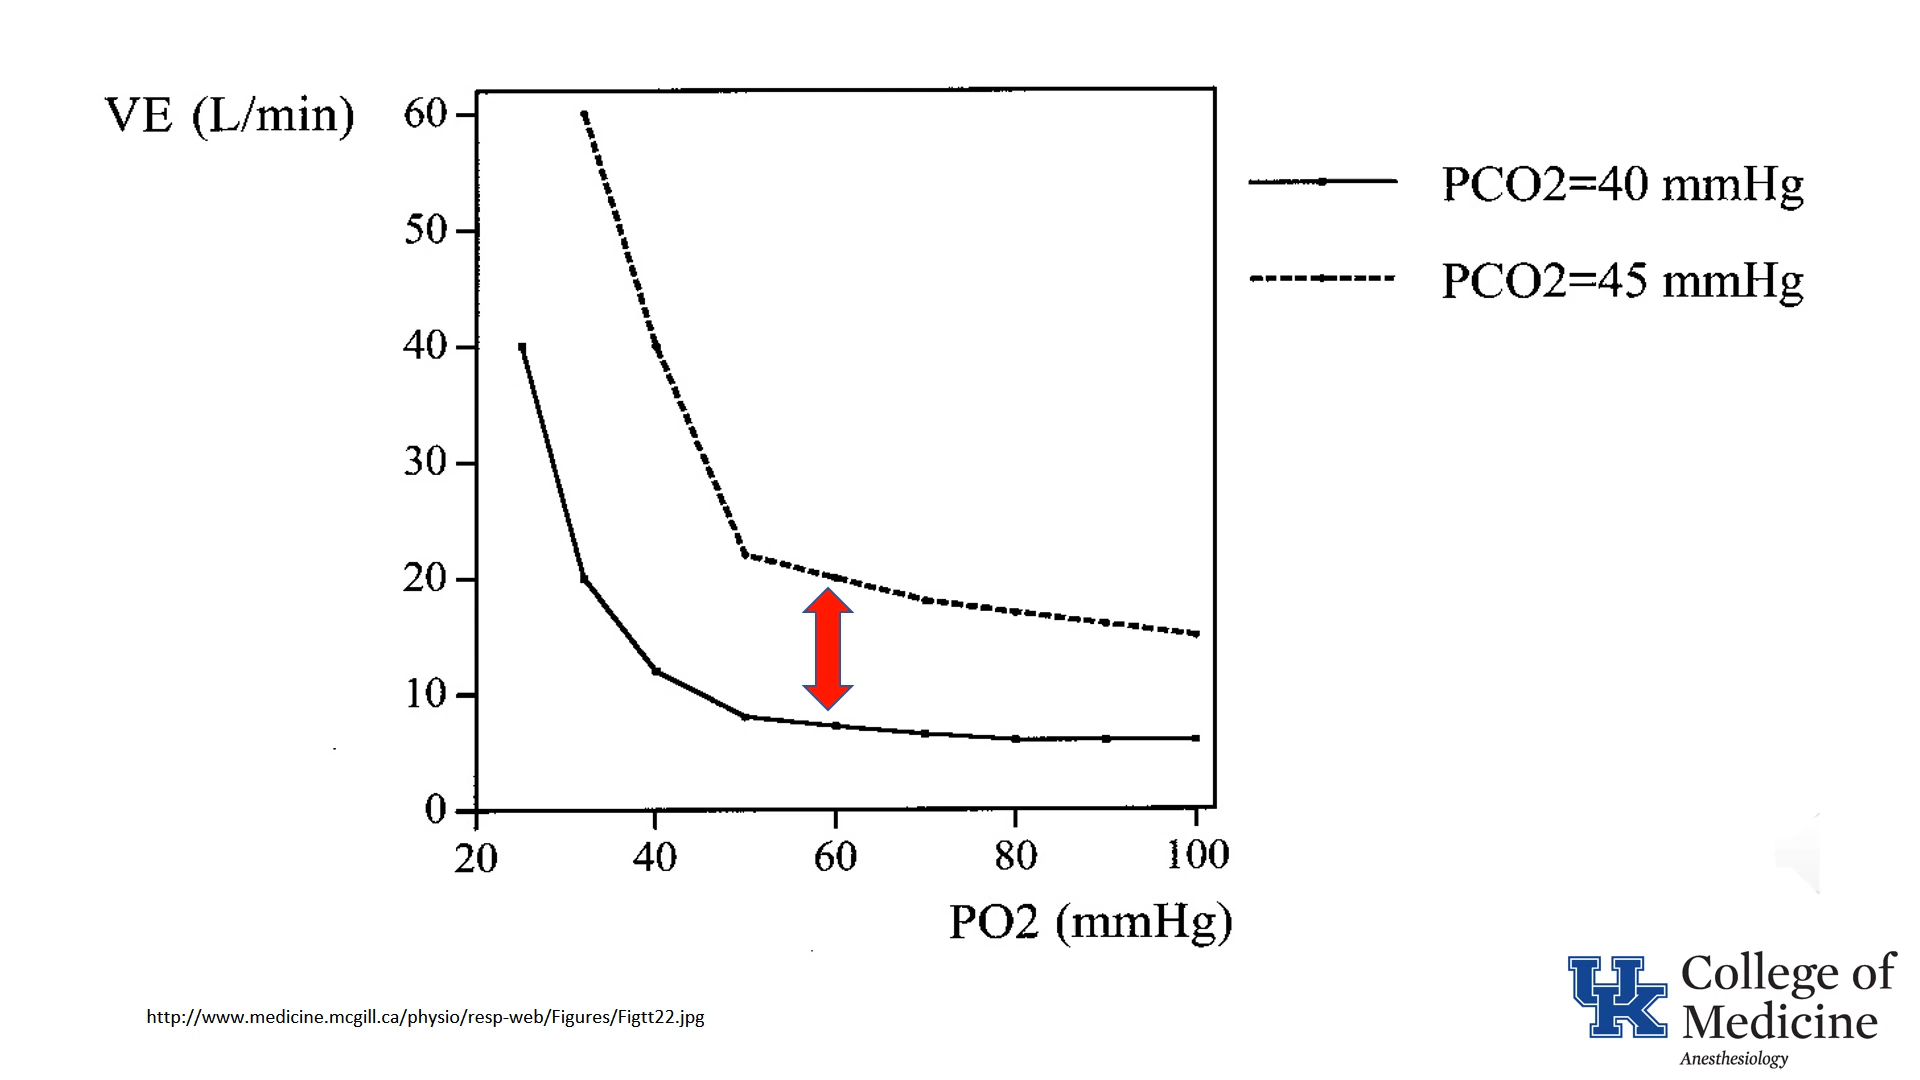 VE (L/min)
60
50
40
30
20
10
0
20 40 60 80 100
PO2 (mmHg)
PCO2=40 mmHg
PCO2=45 mmHg
http://www.medicine.mcgill.ca/physio/resp-web/Figures/Figtt22.jpg
UK
College of
Medicine
Anesthesiology